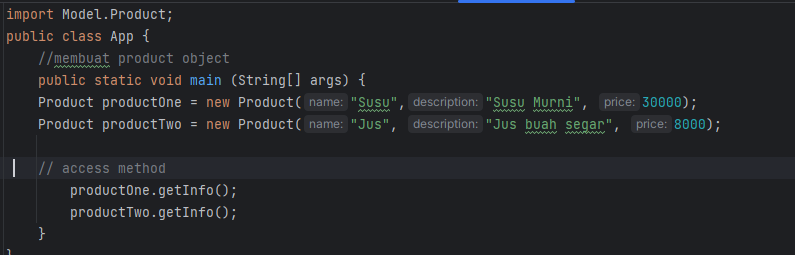 import Model.Product;
public class App {
//membuat product object
public static void main (String[] args) {
Product productOne = new Product( name: "Susu", description: "Susu Murni", price: 30000);
Product productTwo = new Product( name: "Jus", description: "Jus buah segar", price: 8000);
// access method
productOne.getInfo();
productTwo.getInfo();
}
}